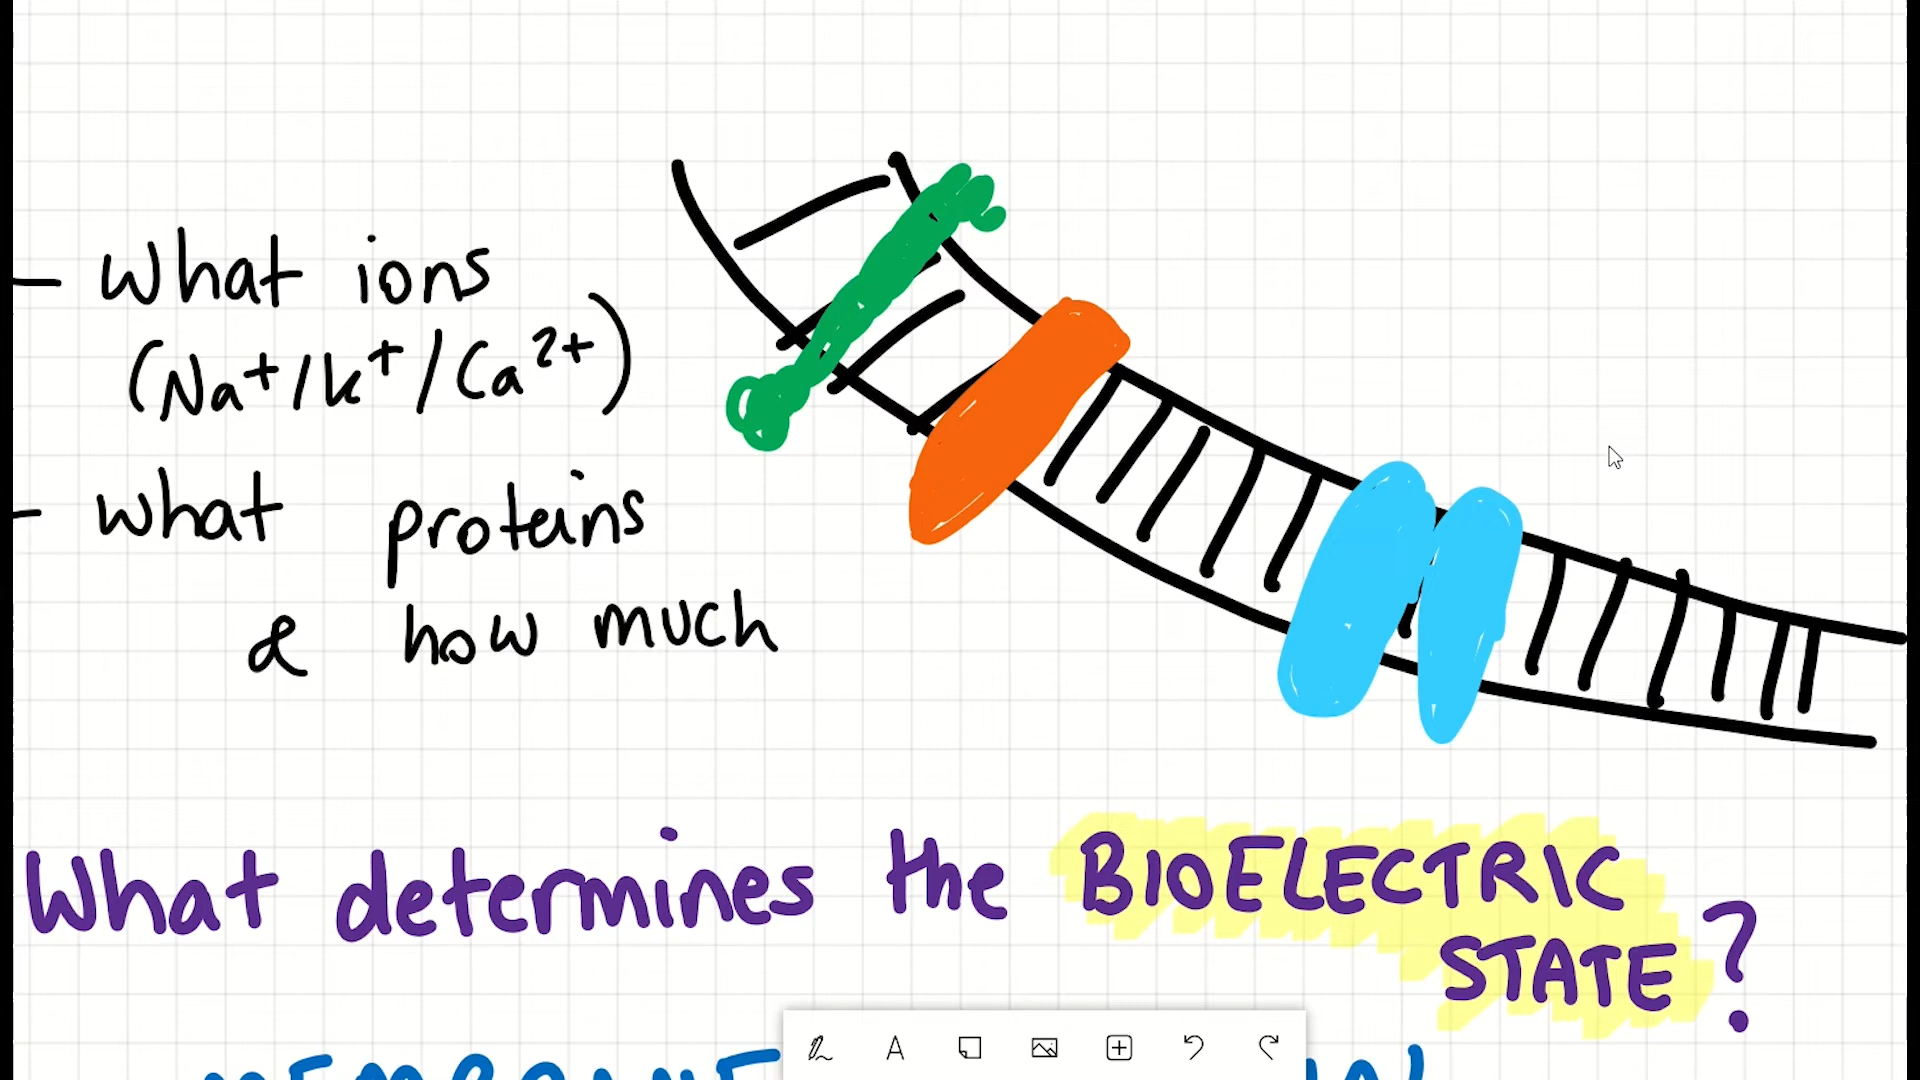 - What ions
(Na+/K+/Ca2+)
- What proteins
& how much
What determines the BIOELECTRIC
STATE?
A